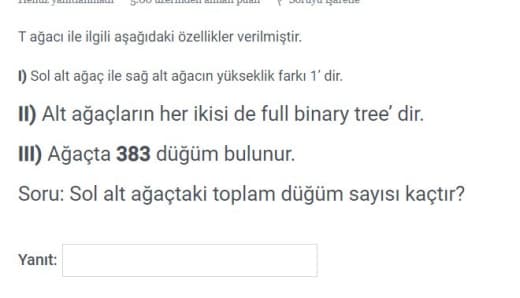 Henüz yanıtlanmadı 5.00 üzerinden alınan puan Soruyu işaretle
T ağacı ile ilgili aşağıdaki özellikler verilmiştir.
I) Sol alt ağaç ile sağ alt ağacın yükseklik farkı 1' dir.
II) Alt ağaçların her ikisi de full binary tree' dir.
III) Ağaçta 383 düğüm bulunur.
Soru: Sol alt ağaçtaki toplam düğüm sayısı kaçtır?
Yanıt: